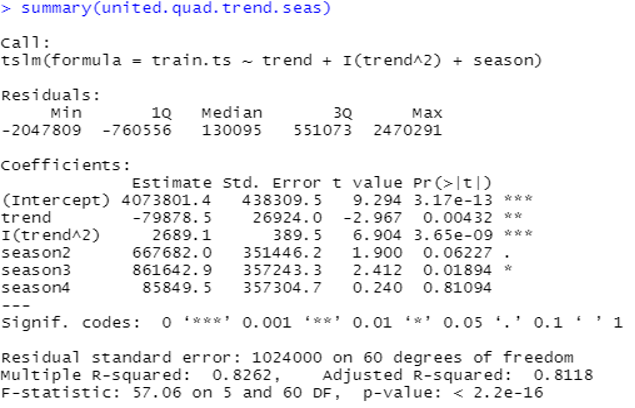 > summary(united.quad.trend.seas)
Call:
tslm(formula = train.ts ~ trend + I(trend^2) + season)
Residuals:
Min 1Q Median 3Q Max
-2047809 -760556 130095 551073 2470291
Coefficients:
Estimate Std. Error t value Pr(>|t|)
(Intercept) 4073801.4 438309.5 9.294 3.17e-13 ***
trend -79878.5 26924.0 -2.967 0.00432 **
I(trend^2) 2689.1 389.5 6.904 3.65e-09 ***
season2 667682.0 351446.2 1.900 0.06227 .
season3 861642.9 357243.3 2.412 0.01894 *
season4 85849.5 357304.7 0.240 0.81094
---
Signif. codes: 0 ‘***’ 0.001 ‘**’ 0.01 ‘*’ 0.05 ‘.’ 0.1 ‘ ’ 1
Residual standard error: 1024000 on 60 degrees of freedom
Multiple R-squared: 0.8262, Adjusted R-squared: 0.8118
F-statistic: 57.06 on 5 and 60 DF, p-value: < 2.2e-16